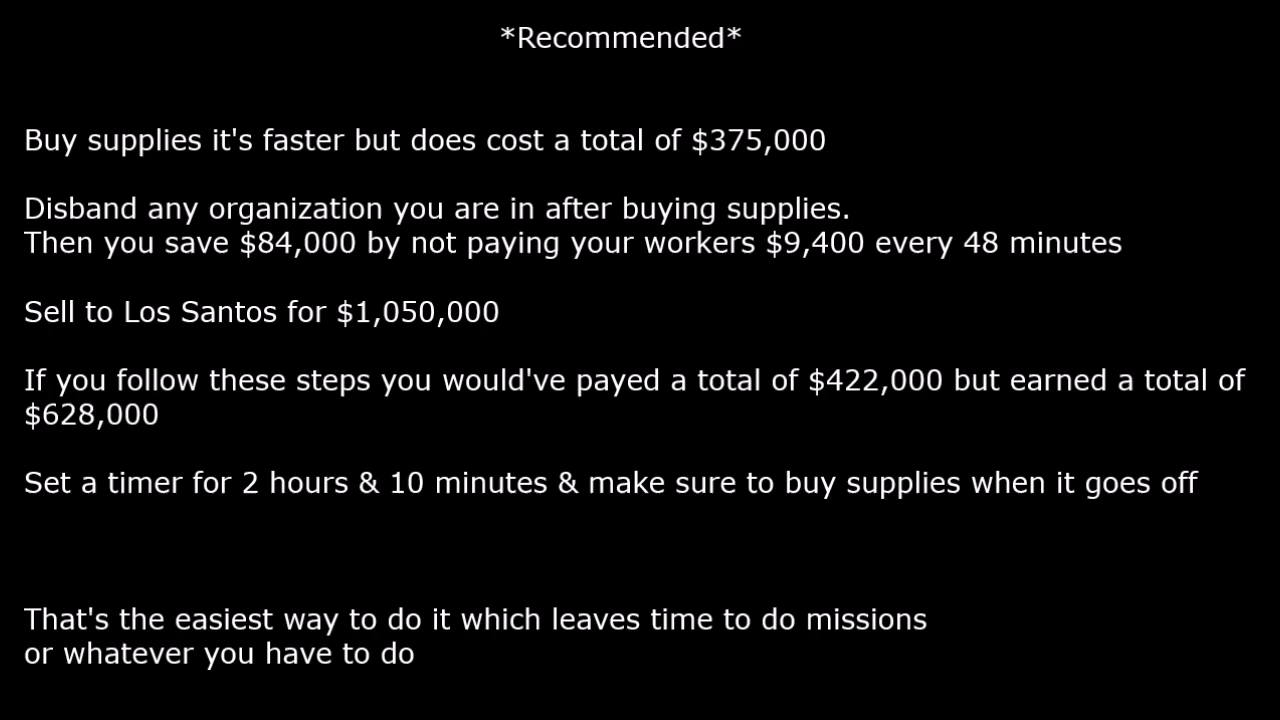 *Recommended*
Buy supplies it's faster but does cost a total of $375,000
Disband any organization you are in after buying supplies.
Then you save $84,000 by not paying your workers $9,400 every 48 minutes
Sell to Los Santos for $1,050,000
If you follow these steps you would've payed a total of $422,000 but earned a total of
$628,000
Set a timer for 2 hours & 10 minutes & make sure to buy supplies when it goes off
That's the easiest way to do it which leaves time to do missions
or whatever you have to do